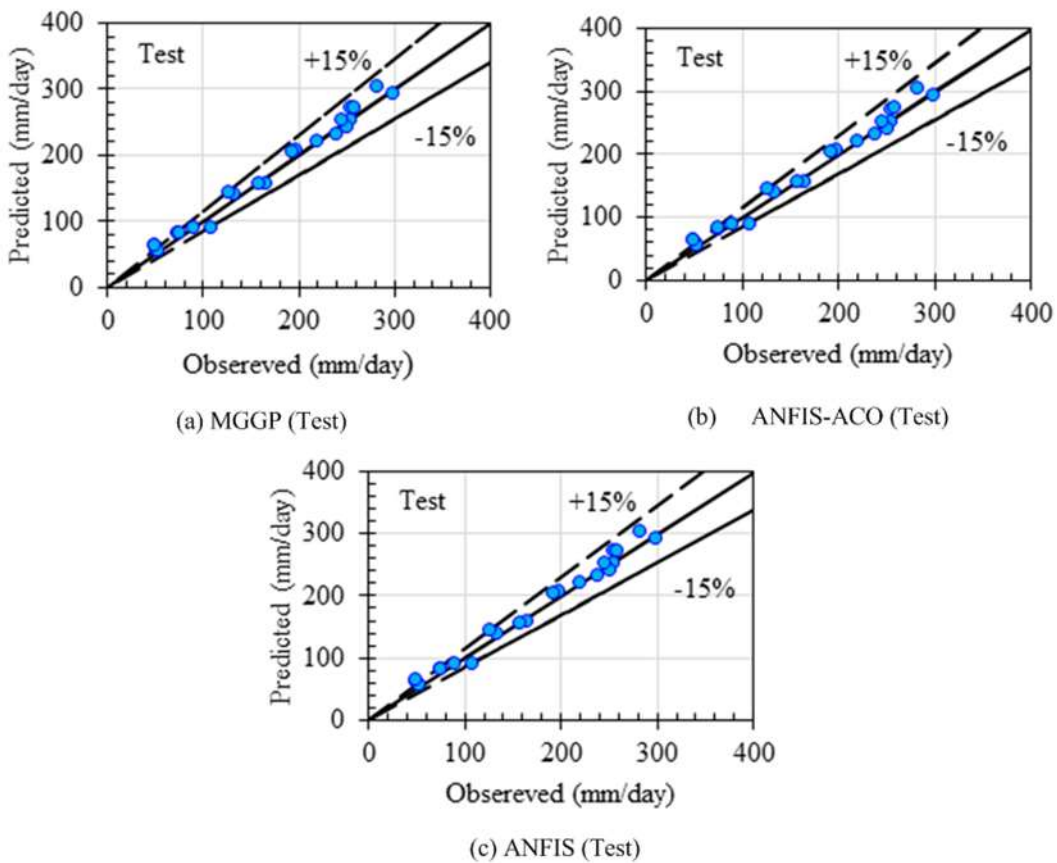 400
300
200
100
0
Predicted (mm/day)
Test
+15%
-15%
0 100 200 300 400
Obsereved (mm/day)
(a) MGGP (Test)
400
300
200
100
0
Predicted (mm/day)
Test
+15%
-15%
0 100 200 300 400
Obsereved (mm/day)
(b) ANFIS-ACO (Test)
400
300
200
100
0
Predicted (mm/day)
Test
+15%
-15%
0 100 200 300 400
Obsereved (mm/day)
(c) ANFIS (Test)